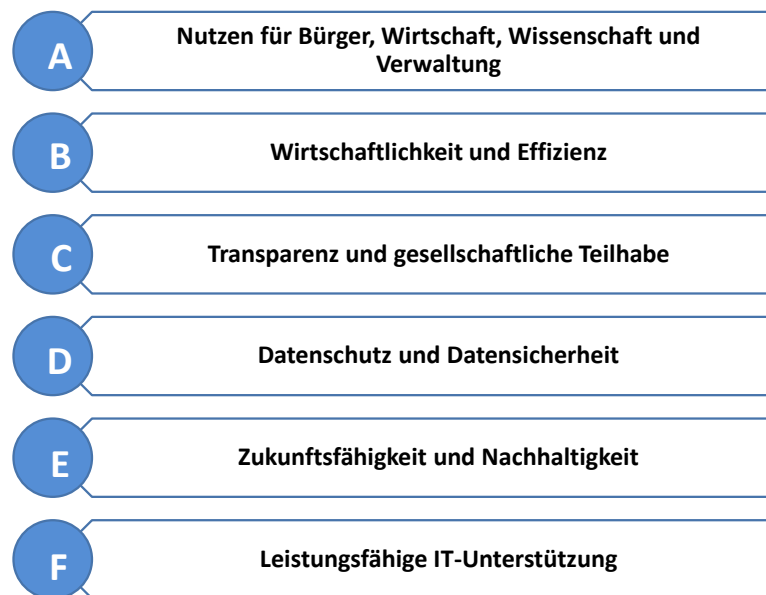 A
Nutzen für Bürger, Wirtschaft, Wissenschaft und
Verwaltung
B
Wirtschaftlichkeit und Effizienz
C
Transparenz und gesellschaftliche Teilhabe
D
Datenschutz und Datensicherheit
E
Zukunftsfähigkeit und Nachhaltigkeit
F
Leistungsfähige IT-Unterstützung